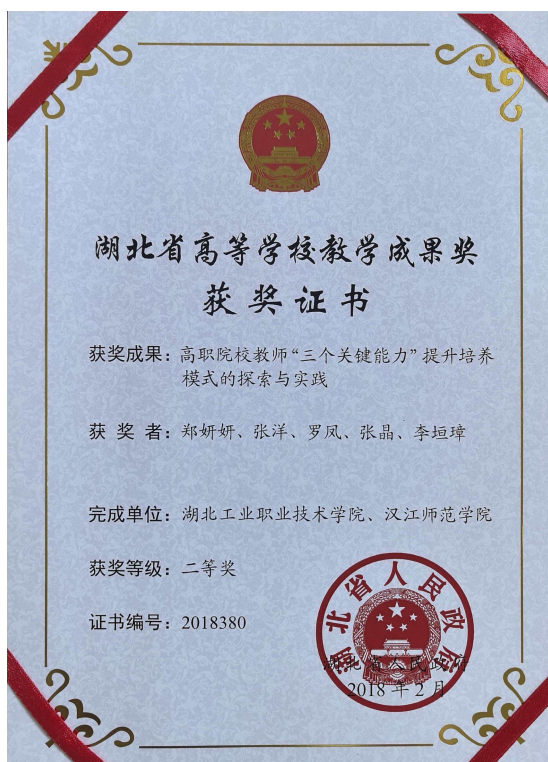 湖北省高等学校教学成果奖
获奖证书
获奖成果：高职院校教师“三个关键能力”提升培养
模式的探索与实践
获奖者：郑妍妍、张洋、罗凤、张晶、李垣璋
完成单位：湖北工业职业技术学院、汉江师范学院
获奖等级：二等奖
证书编号：2018380
湖北省人民政府
湖北省人民政府
2018年2月